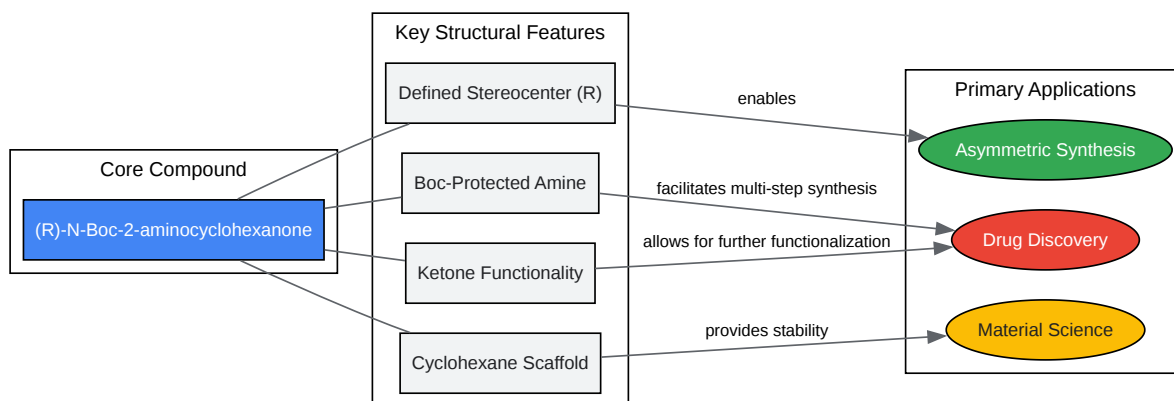 Key Structural Features
Defined Stereocenter (R)
enables
Primary Applications
Asymmetric Synthesis
Core Compound
(R)-N-Boc-2-aminocyclohexanone
Boc-Protected Amine
facilitates multi-step synthesis
Drug Discovery
Ketone Functionality
allows for further functionalization
Cyclohexane Scaffold
provides stability
Material Science